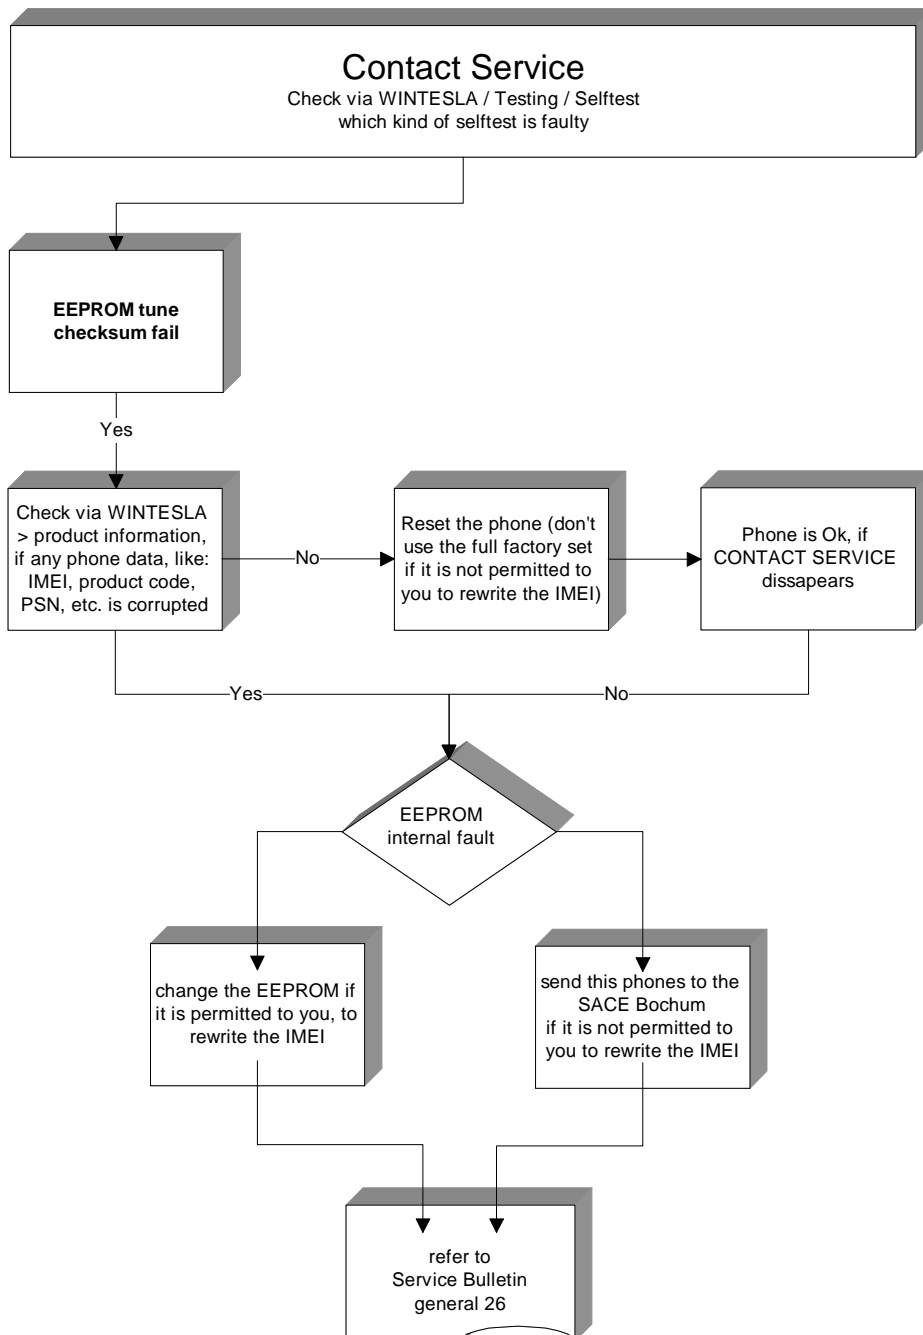 Contact Service
Check via WINTESLA / Testing / Selftest
which kind of selftest is faulty
EEPROM tune
checksum fail
Yes
Check via WINTESLA
> product information,
if any phone data, like:
IMEI, product code,
PSN, etc. is corrupted
No
Reset the phone (don't
use the full factory set
if it is not permitted to
you to rewrite the IMEI)
Phone is Ok, if
CONTACT SERVICE
dissapears
Yes
No
EEPROM
internal fault
change the EEPROM if
it is permitted to you, to
rewrite the IMEI
send this phones to the
SACE Bochum
if it is not permitted to
you to rewrite the IMEI
refer to
Service Bulletin
general 26